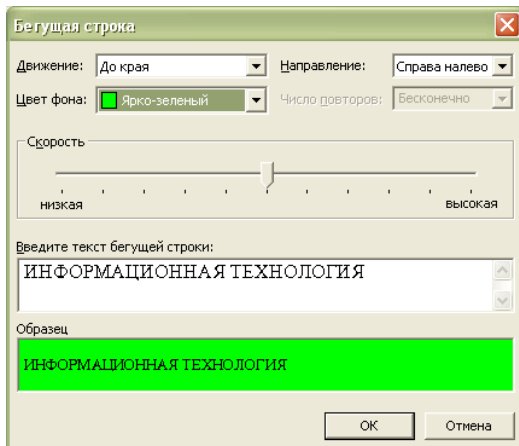 Бегущая строка
Движение: До края Направление: Справа налево
Цвет фона: Ярко-зеленый Число повторов: Бесконечно
Скорость
низкая высокая
Введите текст бегущей строки:
ИНФОРМАЦИОННАЯ ТЕХНОЛОГИЯ
Образец
ИНФОРМАЦИОННАЯ ТЕХНОЛОГИЯ
ОК Отмена